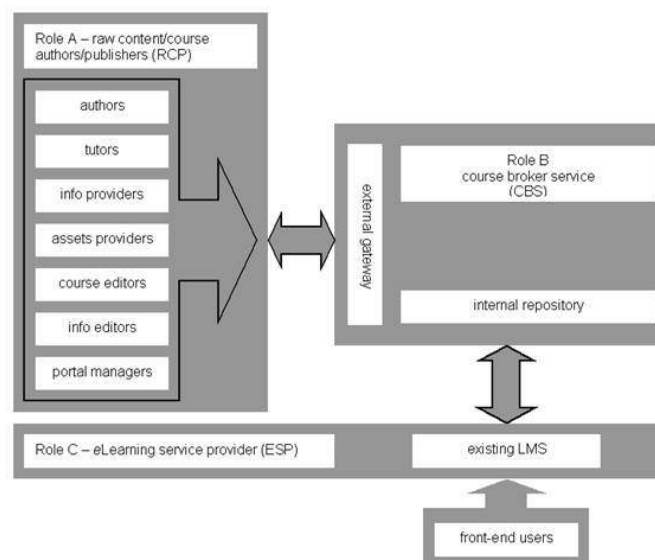 Role A – raw content/course
authors/publishers (RCP)
authors
tutors
info providers
assets providers
course editors
info editors
portal managers
external gateway
Role B
course broker service
(CBS)
internal repository
Role C – eLearning service provider (ESP)
existing LMS
front-end users